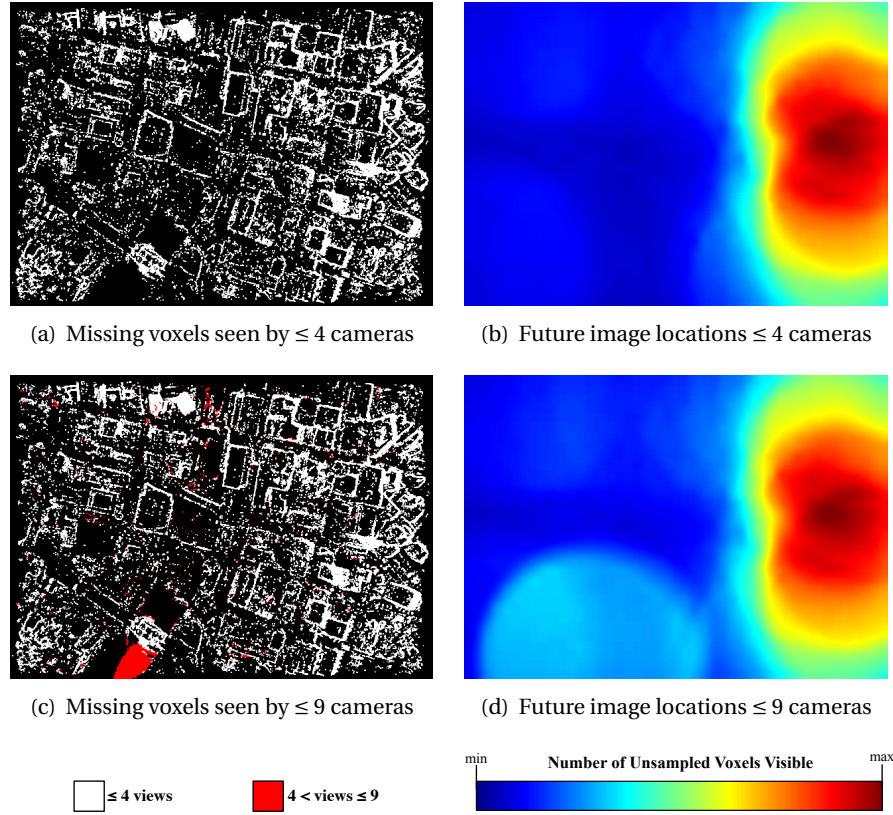 (a) Missing voxels seen by ≤ 4 cameras
(b) Future image locations ≤ 4 cameras
(c) Missing voxels seen by ≤ 9 cameras
(d) Future image locations ≤ 9 cameras
≤ 4 views
4 < views ≤ 9
Number of Unsampled Voxels Visible
min
max